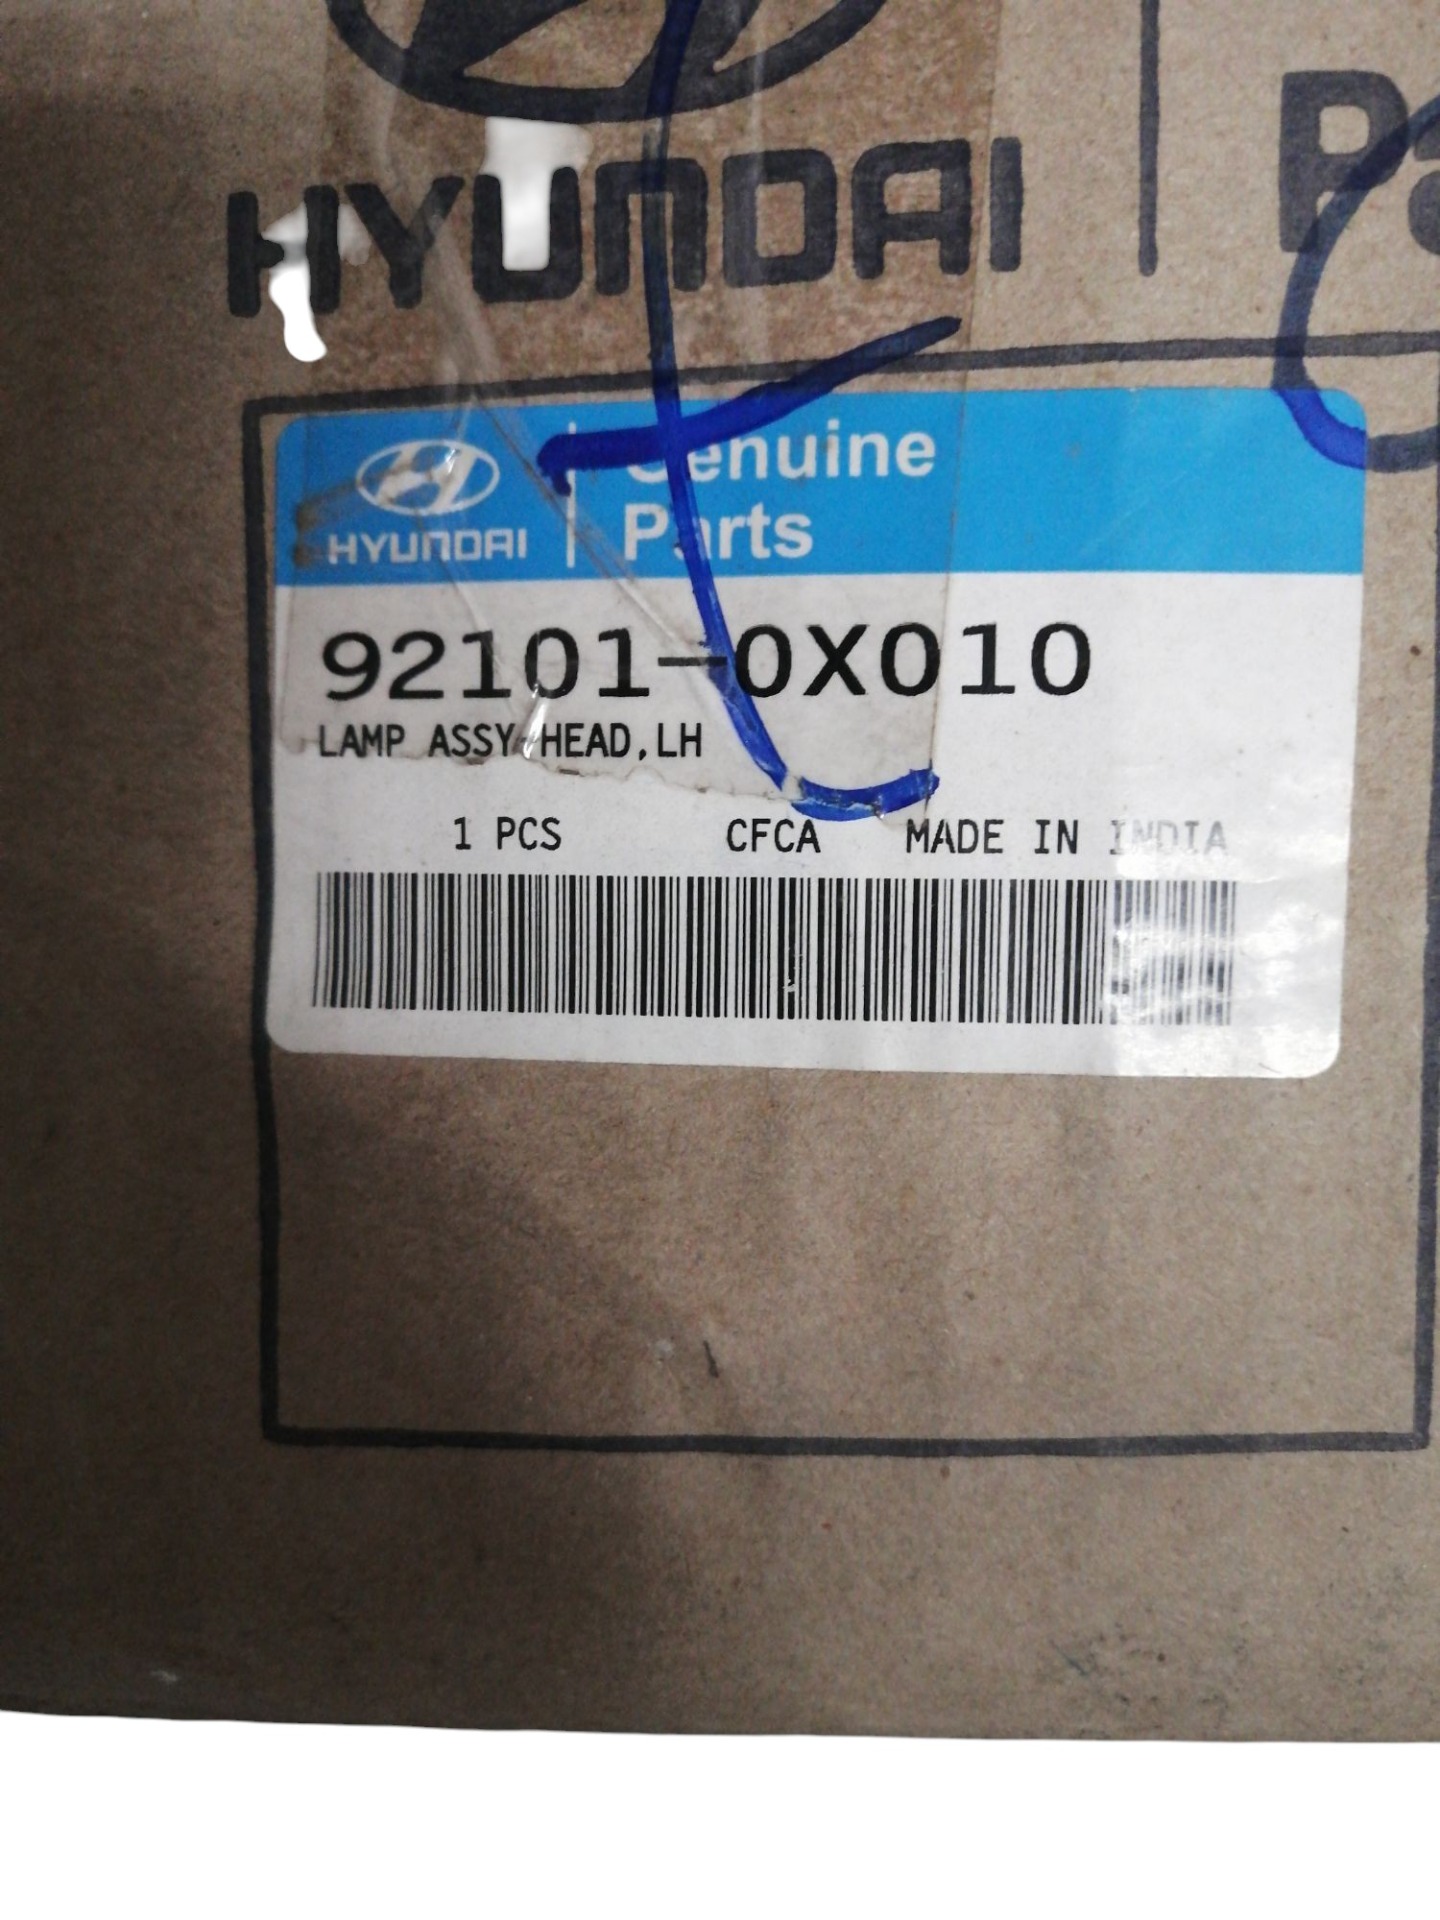 HYUNDAI
HYUNDAI
Genuine
Parts
92101-0X010
LAMP ASSY-HEAD,LH
1 PCS CFCA MADE IN INDIA